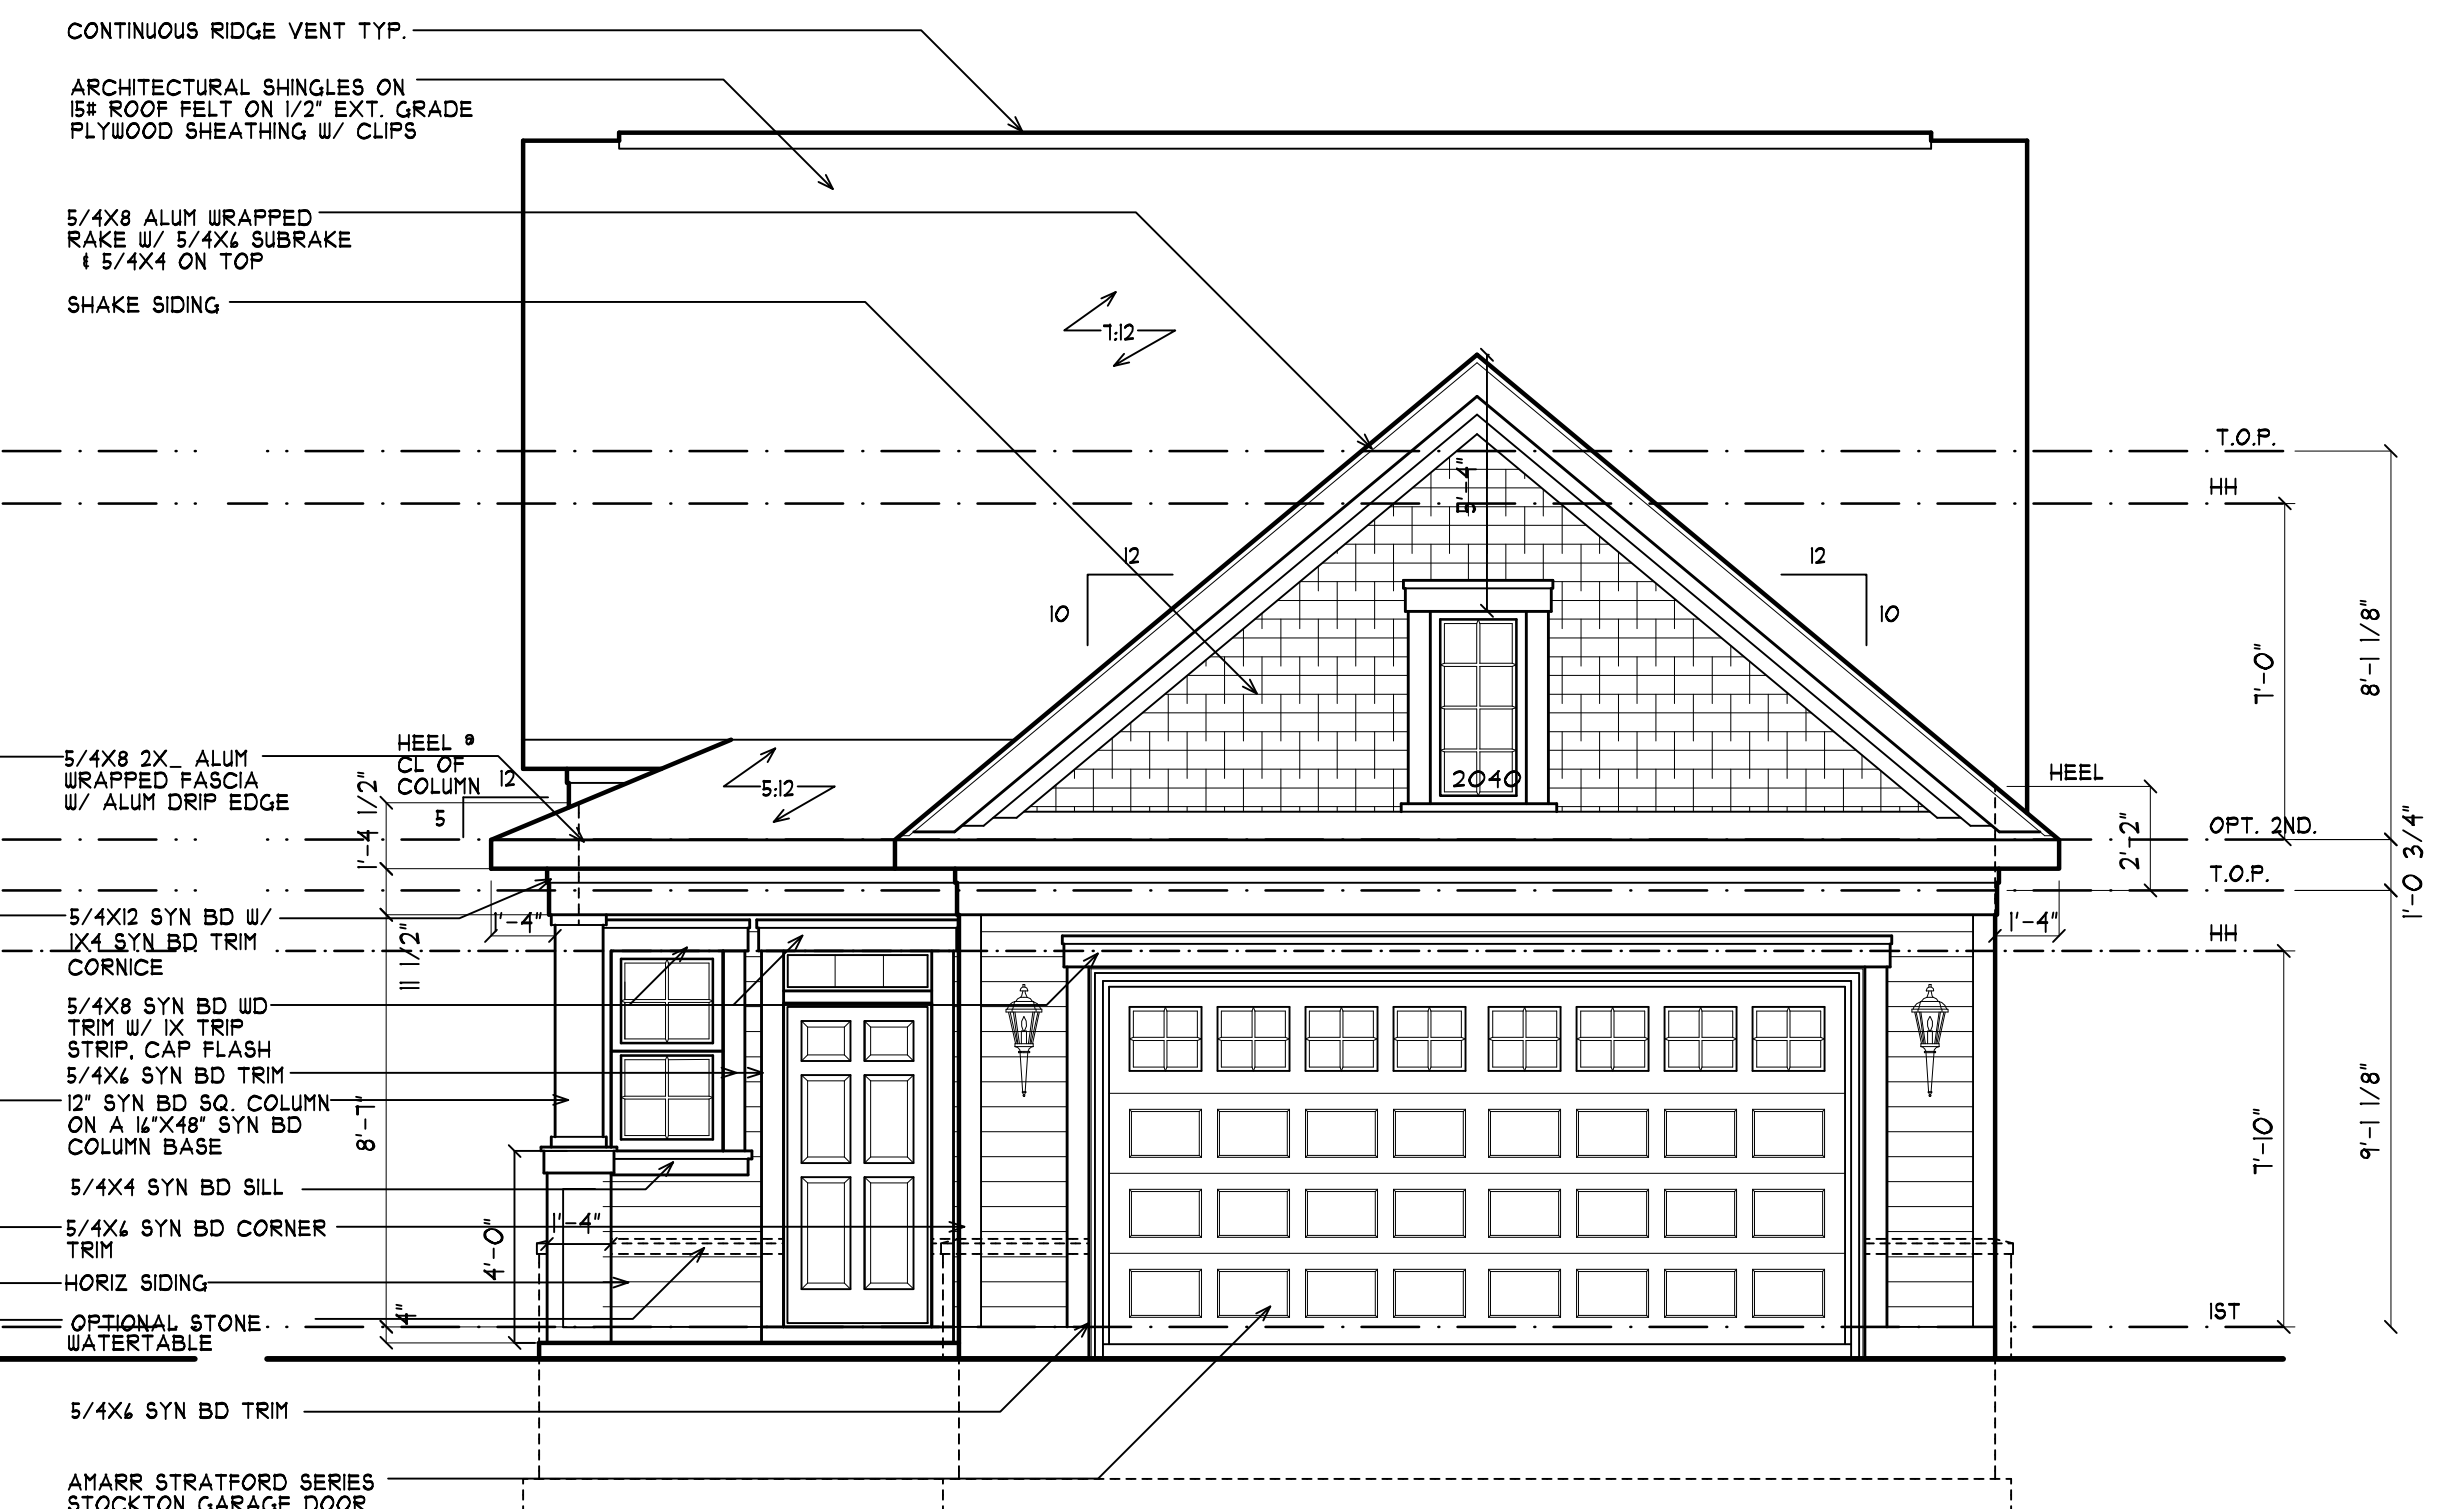 CONTINUOUS RIDGE VENT TYP.
ARCHITECTURAL SHINGLES ON
15# ROOF FELT ON 1/2" EXT. GRADE
PLYWOOD SHEATHING W/ CLIPS
5/4X8 ALUM WRAPPED
RAKE W/ 5/4X6 SUBRAKE
& 5/4X4 ON TOP
SHAKE SIDING
7:12
T.O.P.
5'-4"
HH
12
10
12
10
8'-1 1/8"
7'-0"
5/4X8 2X_ ALUM
WRAPPED FASCIA
W/ ALUM DRIP EDGE
HEEL @
CL OF
COLUMN
12
5
5:12
2040
HEEL
1'-4 1/2"
OPT. 2ND.
2'-2"
1'-0 3/4"
T.O.P.
5/4X12 SYN BD W/
1X4 SYN BD TRIM
CORNICE
1'-4"
1'-4"
HH
11 1/2"
5/4X8 SYN BD WD
TRIM W/ 1X TRIP
STRIP, CAP FLASH
5/4X6 SYN BD TRIM
12" SYN BD SQ. COLUMN
ON A 16"X48" SYN BD
COLUMN BASE
8'-7"
7'-10"
9'-1 1/8"
5/4X4 SYN BD SILL
5/4X6 SYN BD CORNER
TRIM
1'-4"
4'-0"
HORIZ SIDING
4"
OPTIONAL STONE
WATERTABLE
1ST
5/4X6 SYN BD TRIM
AMARR STRATFORD SERIES
STOCKTON GARAGE DOOR